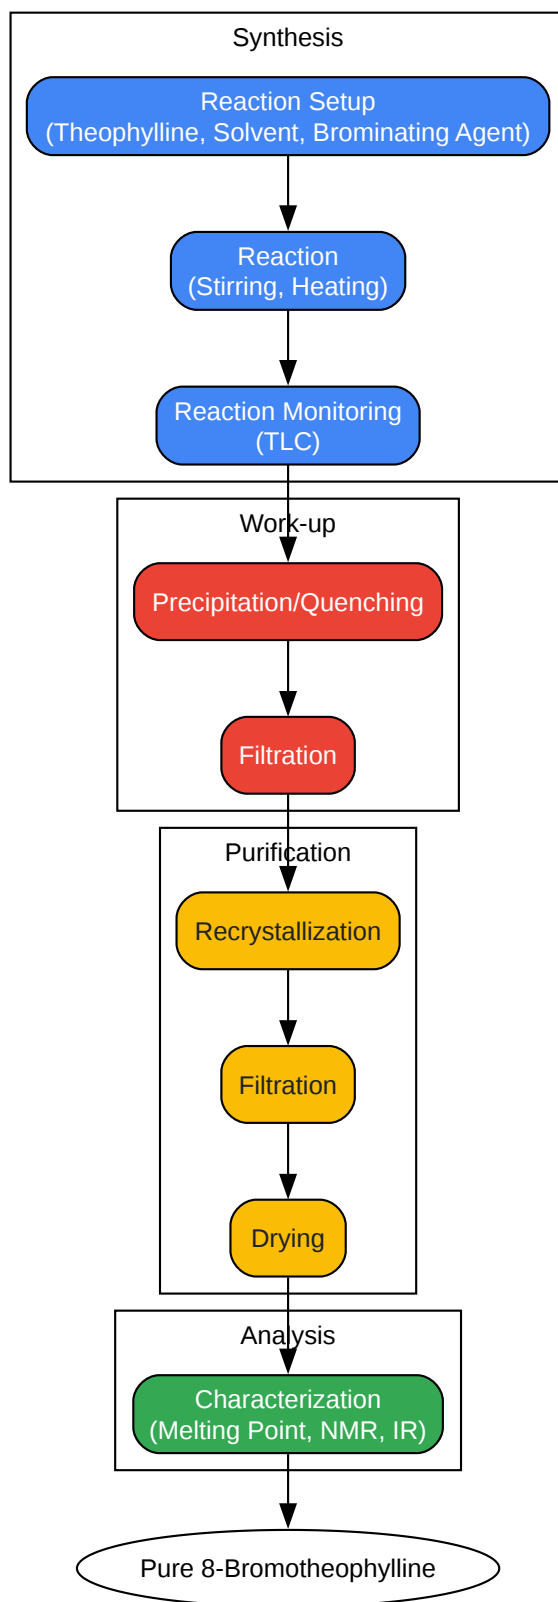 Synthesis
Reaction Setup
(Theophylline, Solvent, Brominating Agent)
Reaction
(Stirring, Heating)
Reaction Monitoring
(TLC)
Work-up
Precipitation/Quenching
Filtration
Purification
Recrystallization
Filtration
Drying
Analysis
Characterization
(Melting Point, NMR, IR)
Pure 8-Bromotheophylline